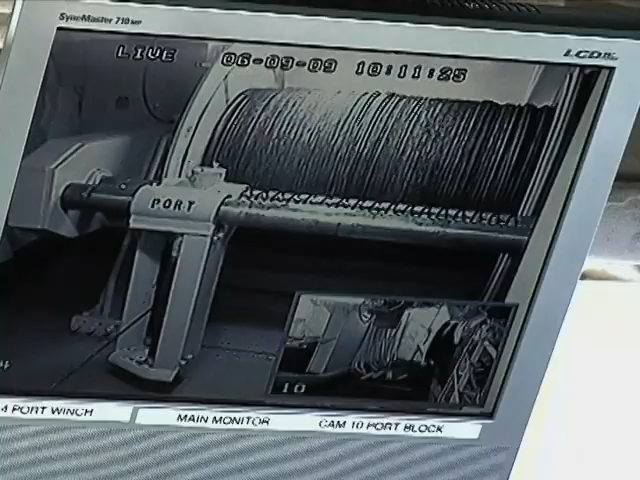 SyncMaster 710MP
LIVE 06-09-09 10:11:25
PORT
10
4 PORT WINCH
MAIN MONITOR
CAM 10 PORT BLOCK